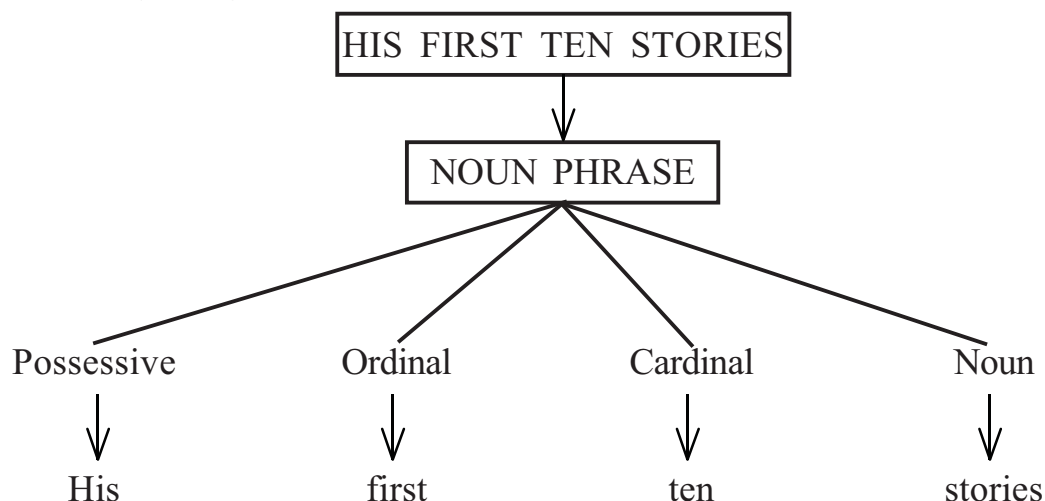 HIS FIRST TEN STORIES
NOUN PHRASE
Possessive Ordinal Cardinal Noun
His first ten stories